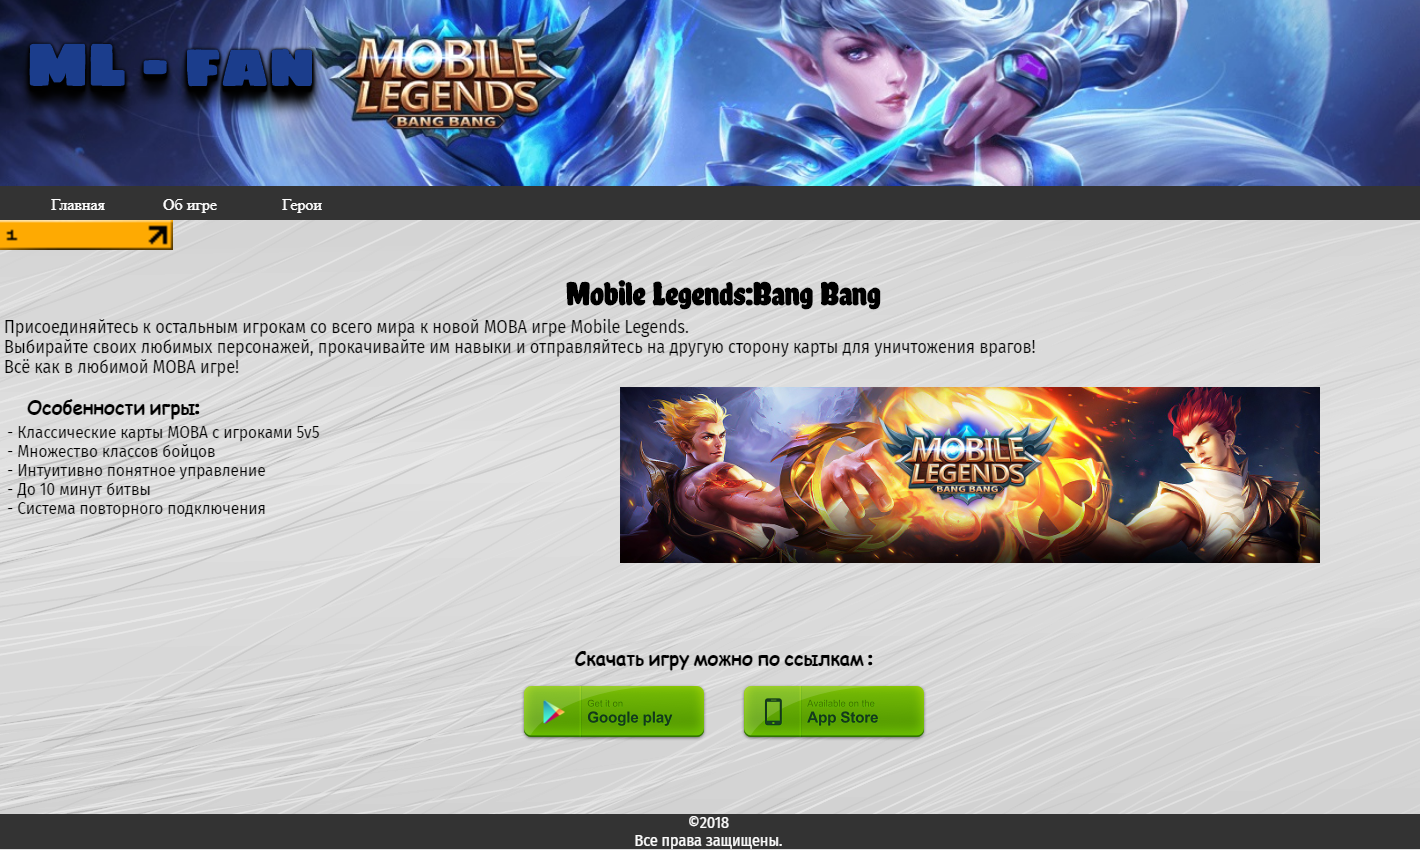 ML - FAN
MOBILE
LEGENDS
BANG BANG
Главная Об игре Герои
1
Mobile Legends:Bang Bang
Присоединяйтесь к остальным игрокам со всего мира к новой MOBA игре Mobile Legends.
Выбирайте своих любимых персонажей, прокачивайте им навыки и отправляйтесь на другую сторону карты для уничтожения врагов!
Всё как в любимой MOBA игре!
Особенности игры:
- Классические карты MOBA с игроками 5v5
- Множество классов бойцов
- Интуитивно понятное управление
- До 10 минут битвы
- Система повторного подключения
MOBILE
LEGENDS
BANG BANG
Скачать игру можно по ссылкам :
Get it on
Google play
Available on the
App Store
©2018
Все права защищены.